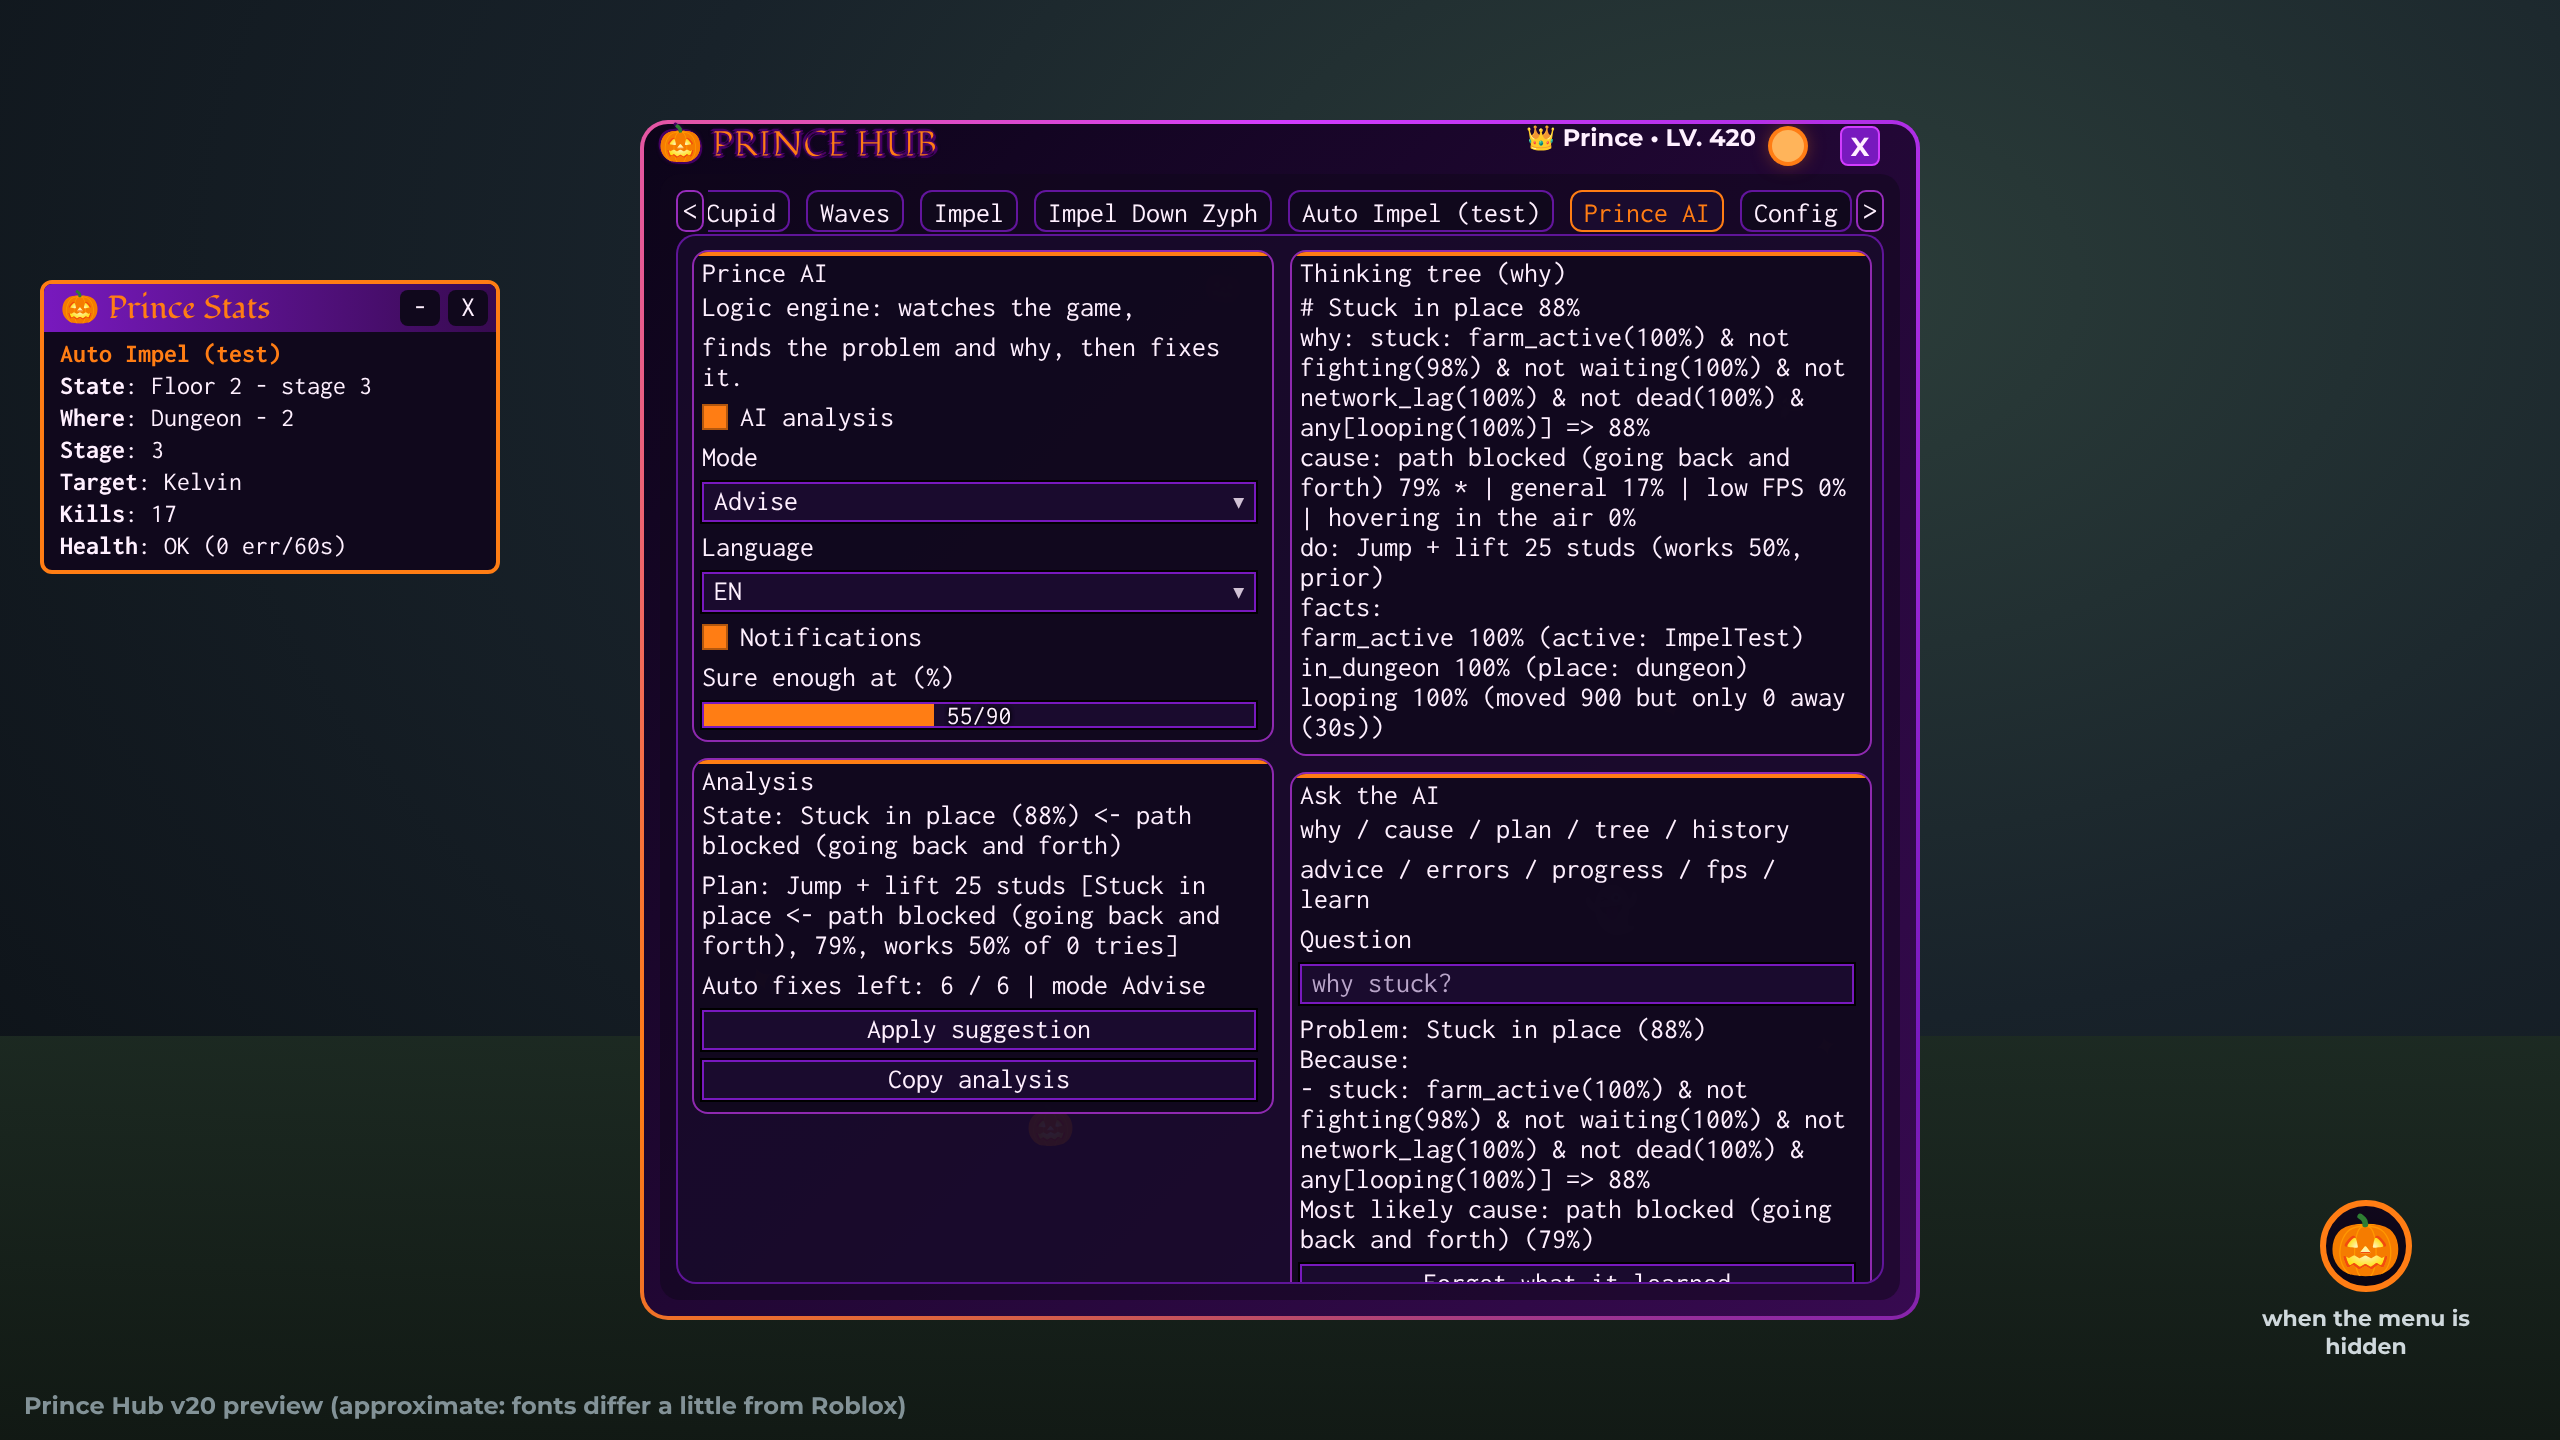 PRINCE HUB
Prince • LV. 420
X
<
Cupid
Waves
Impel
Impel Down Zyph
Auto Impel (test)
Prince AI
Config
>
Prince Stats
-
X
Auto Impel (test)
State: Floor 2 - stage 3
Where: Dungeon - 2
Stage: 3
Target: Kelvin
Kills: 17
Health: OK (0 err/60s)
Prince AI
Logic engine: watches the game,
finds the problem and why, then fixes
it.
AI analysis
Mode
Advise
Language
EN
Notifications
Sure enough at (%)
55/90
Analysis
State: Stuck in place (88%) <- path
blocked (going back and forth)
Plan: Jump + lift 25 studs [Stuck in
place <- path blocked (going back and
forth), 79%, works 50% of 0 tries]
Auto fixes left: 6 / 6 | mode Advise
Apply suggestion
Copy analysis
Thinking tree (why)
# Stuck in place 88%
why: stuck: farm_active(100%) & not
fighting(98%) & not waiting(100%) & not
network_lag(100%) & not dead(100%) &
any[looping(100%)] => 88%
cause: path blocked (going back and
forth) 79% * | general 17% | low FPS 0%
| hovering in the air 0%
do: Jump + lift 25 studs (works 50%,
prior)
facts:
farm_active 100% (active: ImpelTest)
in_dungeon 100% (place: dungeon)
looping 100% (moved 900 but only 0 away
(30s))
Ask the AI
why / cause / plan / tree / history
advice / errors / progress / fps /
learn
Question
why stuck?
Problem: Stuck in place (88%)
Because:
- stuck: farm_active(100%) & not
fighting(98%) & not waiting(100%) & not
network_lag(100%) & not dead(100%) &
any[looping(100%)] => 88%
Most likely cause: path blocked (going
back and forth) (79%)
Forget what it learned
when the menu is
hidden
Prince Hub v20 preview (approximate: fonts differ a little from Roblox)